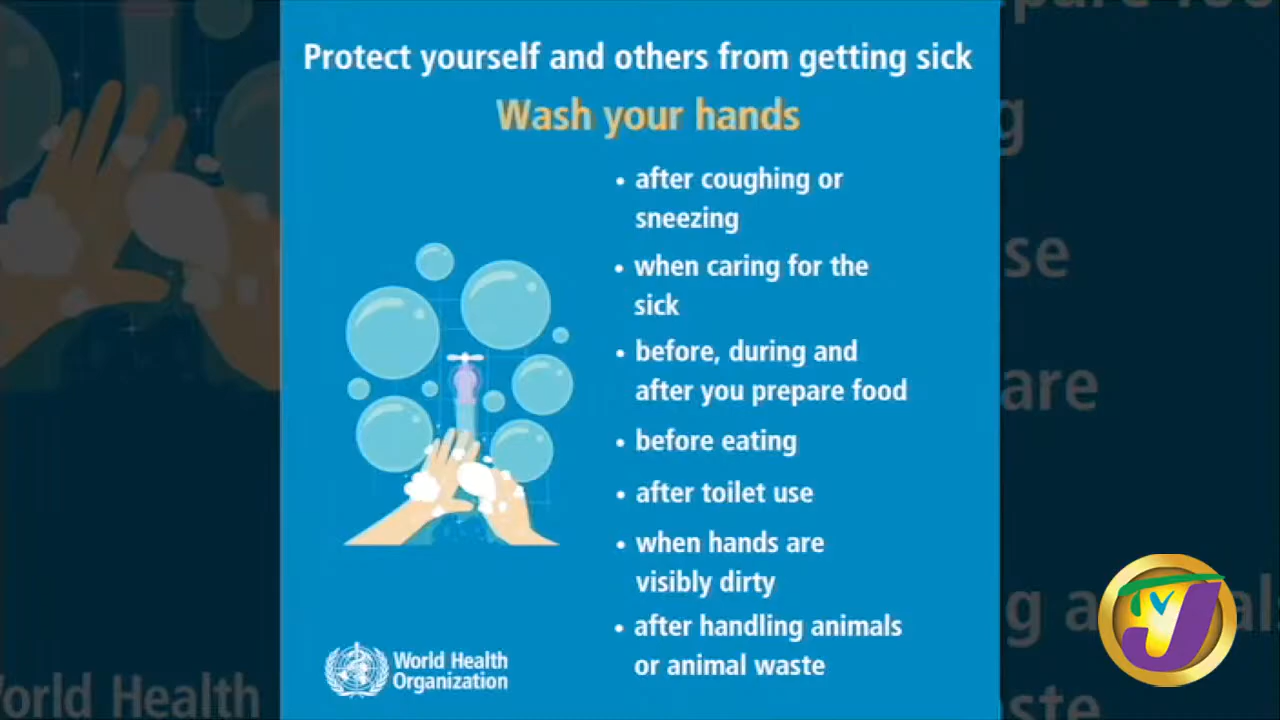 Protect yourself and others from getting sick
Wash your hands
• after coughing or
sneezing
• when caring for the
sick
• before, during and
after you prepare food
• before eating
• after toilet use
• when hands are
visibly dirty
• after handling animals
or animal waste
World Health
Organization
TVJ